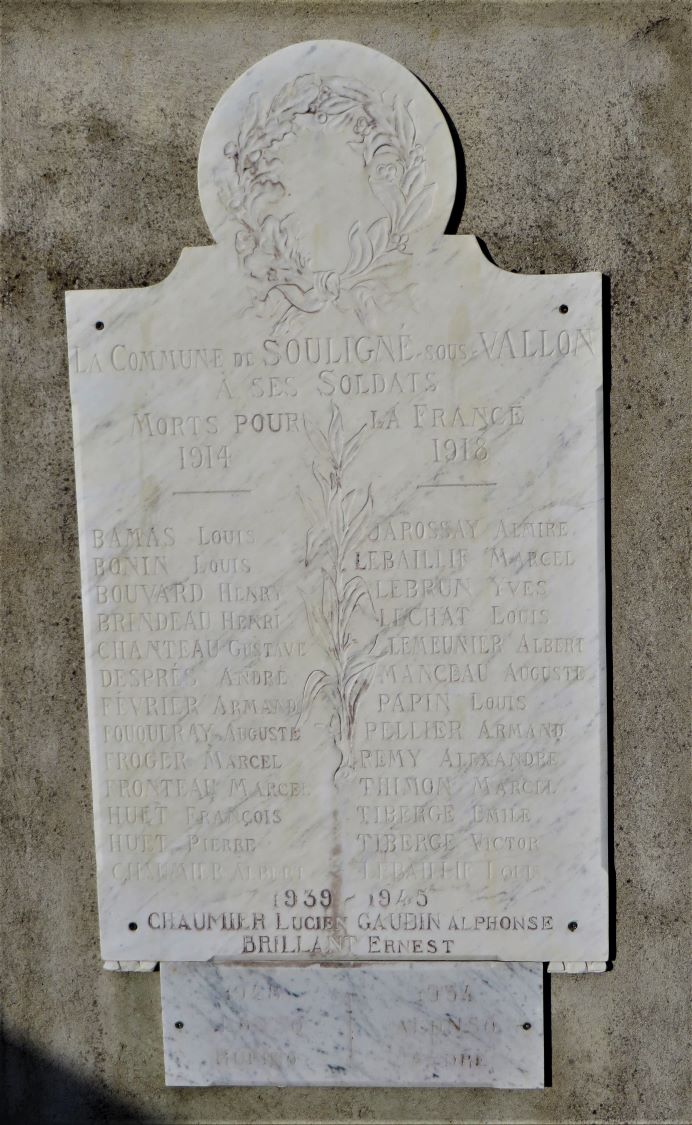 LA COMMUNE DE SOULIGNÉ-SOUS-VALLON
À SES SOLDATS
MORTS POUR LA FRANCE
1914 1918
BAMAS LOUIS
BONIN LOUIS
BOUVARD HENRY
BRINDEAU HENRI
CHANTEAU GUSTAVE
DESPRÉS ANDRÉ
FÉVRIER ARMAND
FOUQUERAY AUGUSTE
FROGER MARCEL
FRONTEAU MARCEL
HUET FRANÇOIS
HUET PIERRE
CHAUMIER ALBERT
JAROSSAY ALMIRE
LEBAILLIF MARCEL
LEBRUN YVES
LECHAT LOUIS
LEMEUNIER ALBERT
MANCEAU AUGUSTE
PAPIN LOUIS
PELLIER ARMAND
REMY ALEXANDRE
THIMON MARCEL
TIBERGE EMILE
TIBERGE VICTOR
LEBAILLIF LOUIS
1939 - 1945
CHAUMIER LUCIEN GAUDIN ALPHONSE
BRILLANT ERNEST